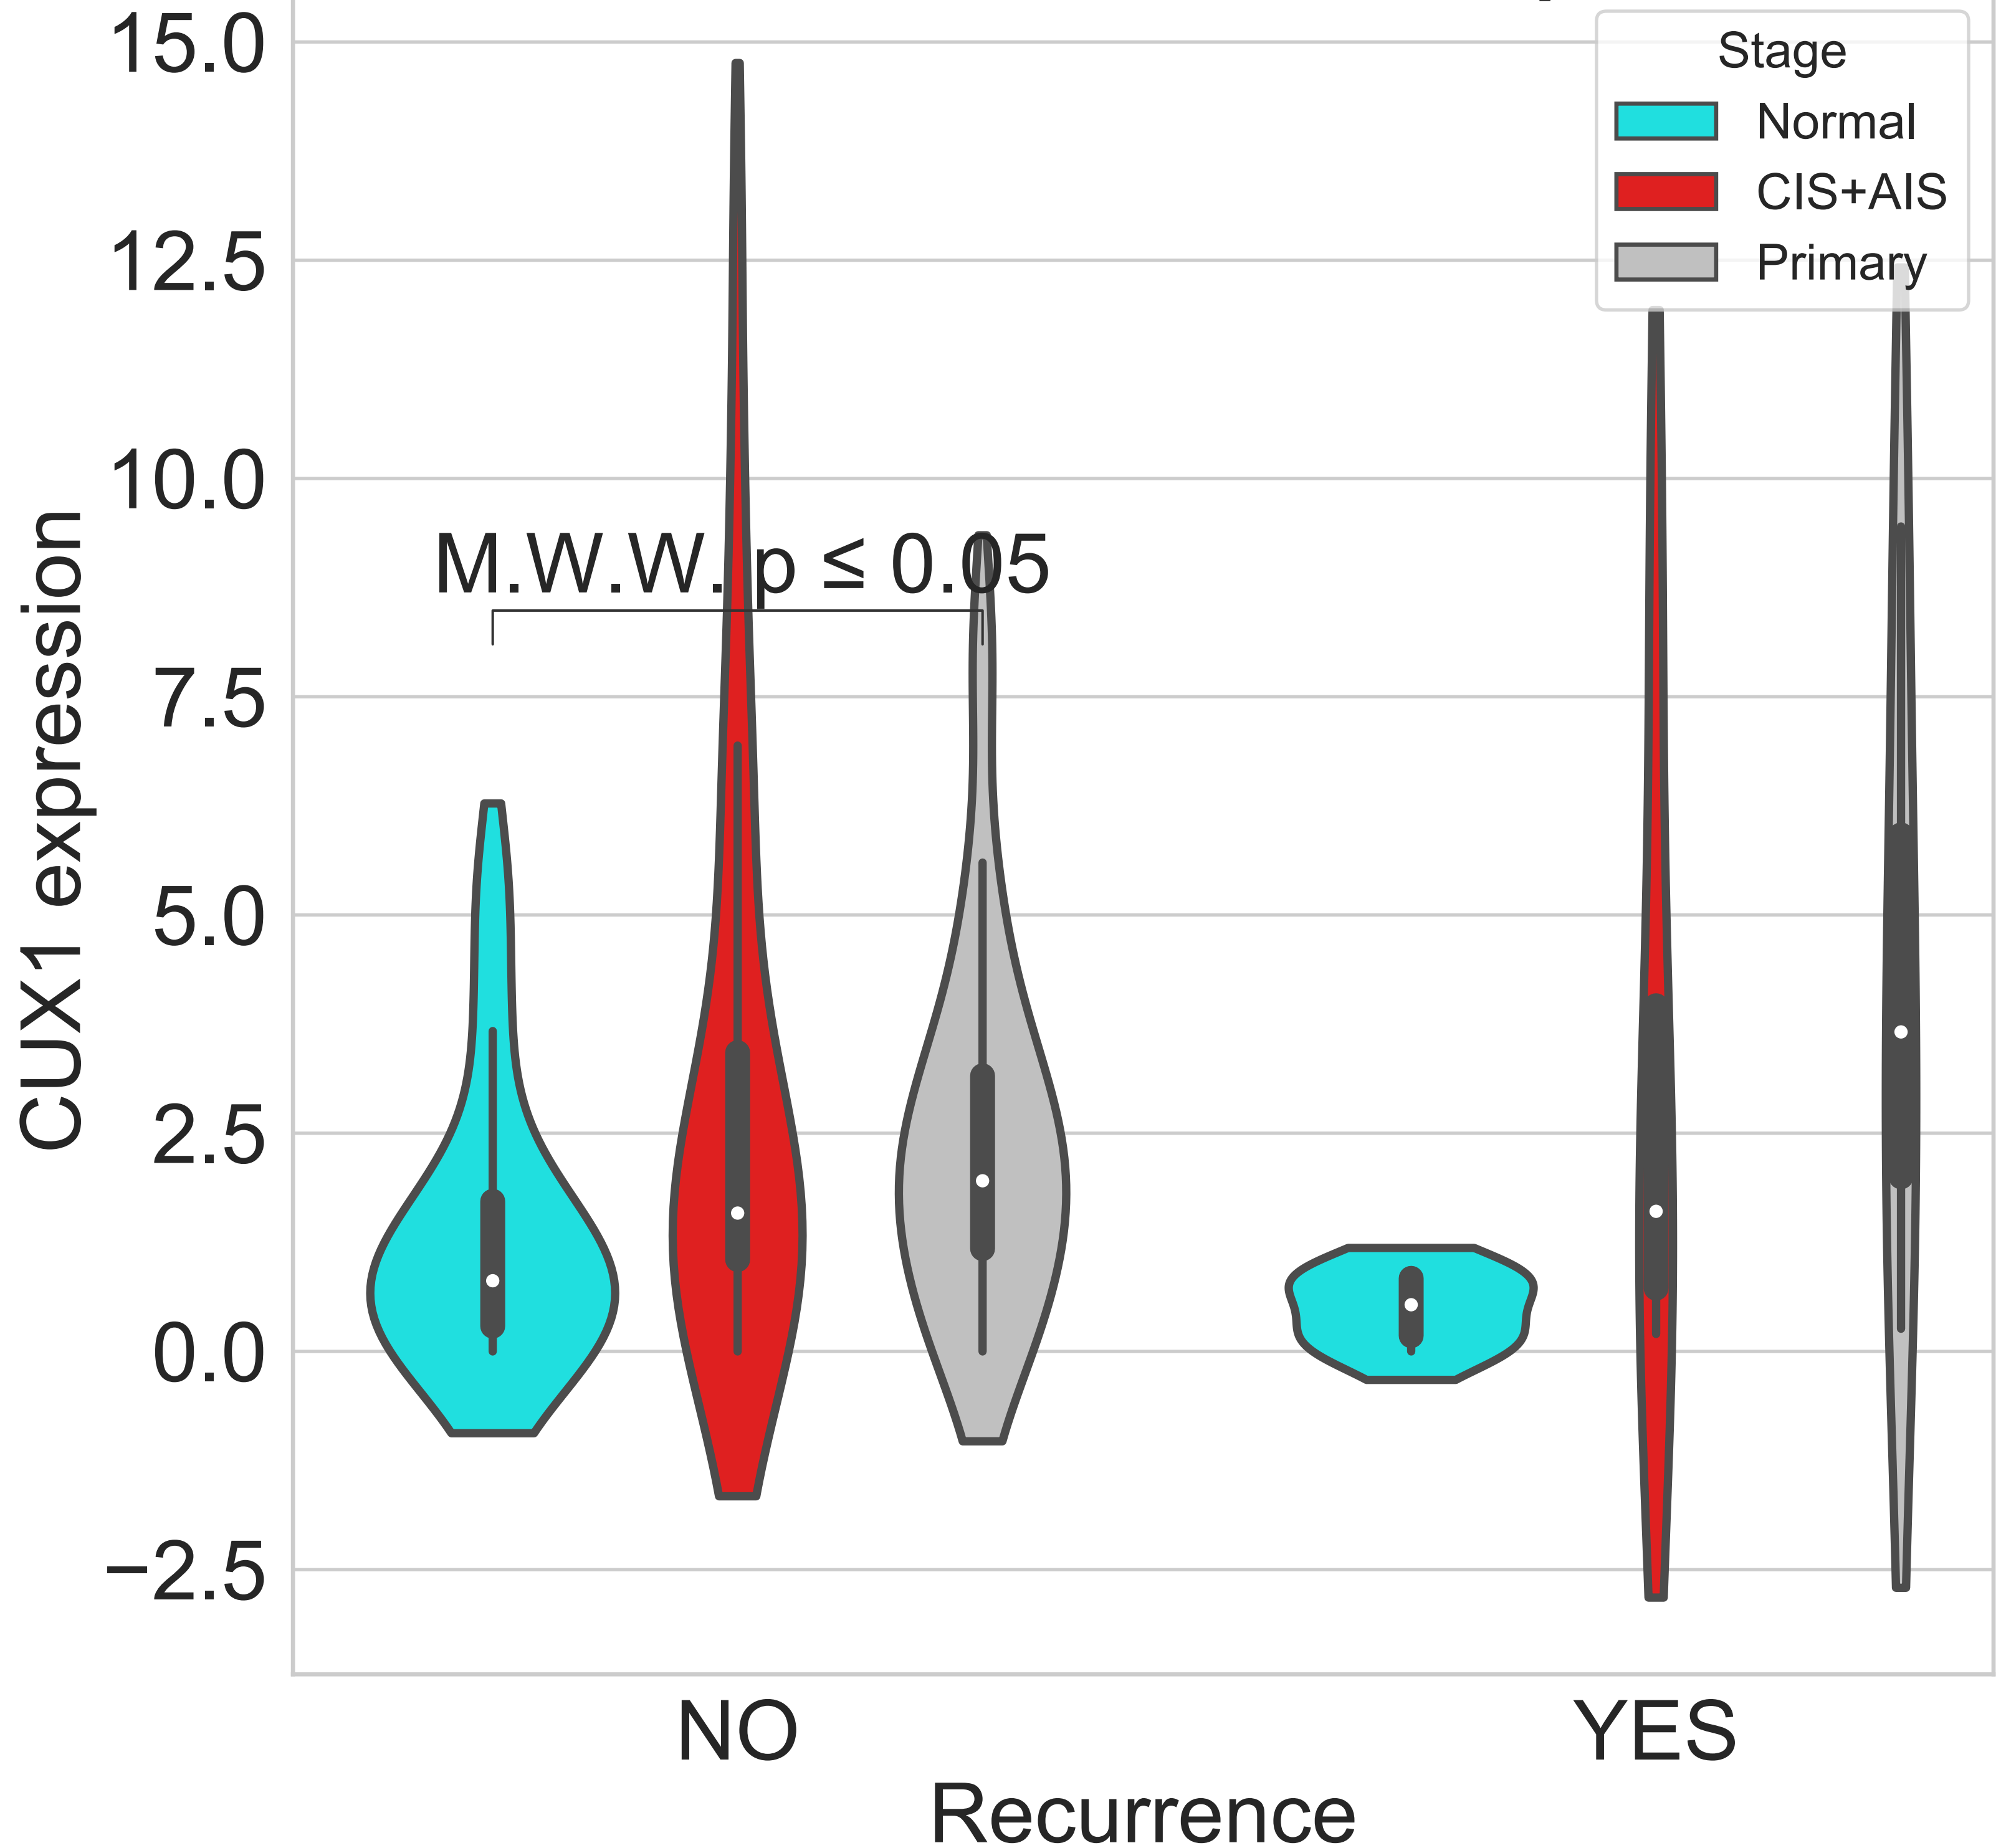 15.0
12.5
10.0
7.5
5.0
2.5
0.0
−2.5
CUX1 expression
Stage
Normal
CIS+AIS
Primary
M.W.W. p ≤ 0.05
NO
YES
Recurrence